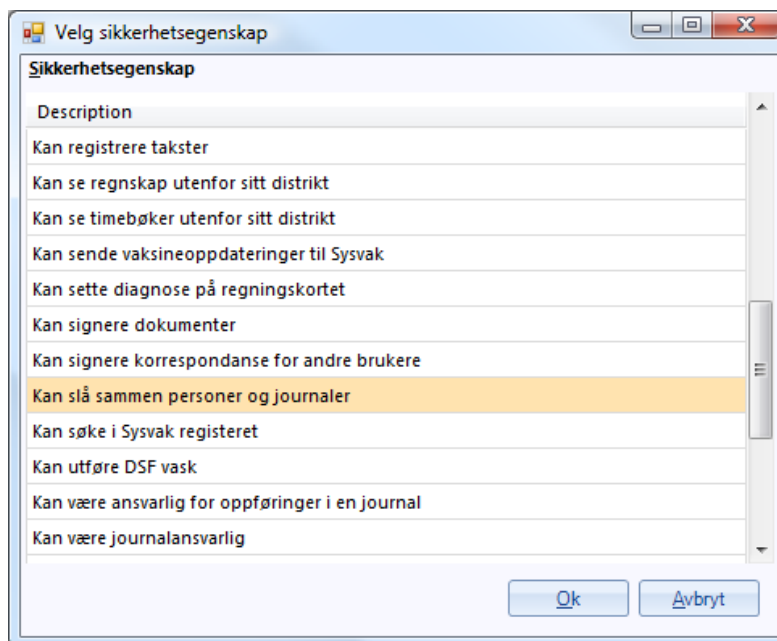 Velg sikkerhetsegenskap
Sikkerhetsegenskap
Description
Kan registrere takster
Kan se regnskap utenfor sitt distrikt
Kan se timebøker utenfor sitt distrikt
Kan sende vaksineoppdateringer til Sysvak
Kan sette diagnose på regningskortet
Kan signere dokumenter
Kan signere korrespondanse for andre brukere
Kan slå sammen personer og journaler
Kan søke i Sysvak registeret
Kan utføre DSF vask
Kan være ansvarlig for oppføringer i en journal
Kan være journalansvarlig
Ok Avbryt